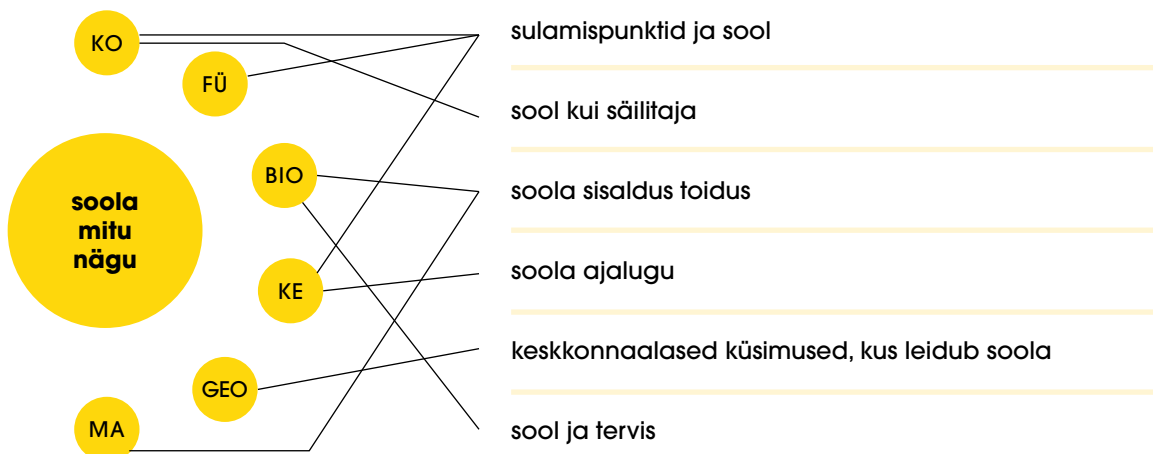 KO
FÜ
BIO
soola
mitu
nägu
KE
GEO
MA
sulamispunktid ja sool
sool kui säilitaja
soola sisaldus toidus
soola ajalugu
keskkonnaalased küsimused, kus leidub soola
sool ja tervis